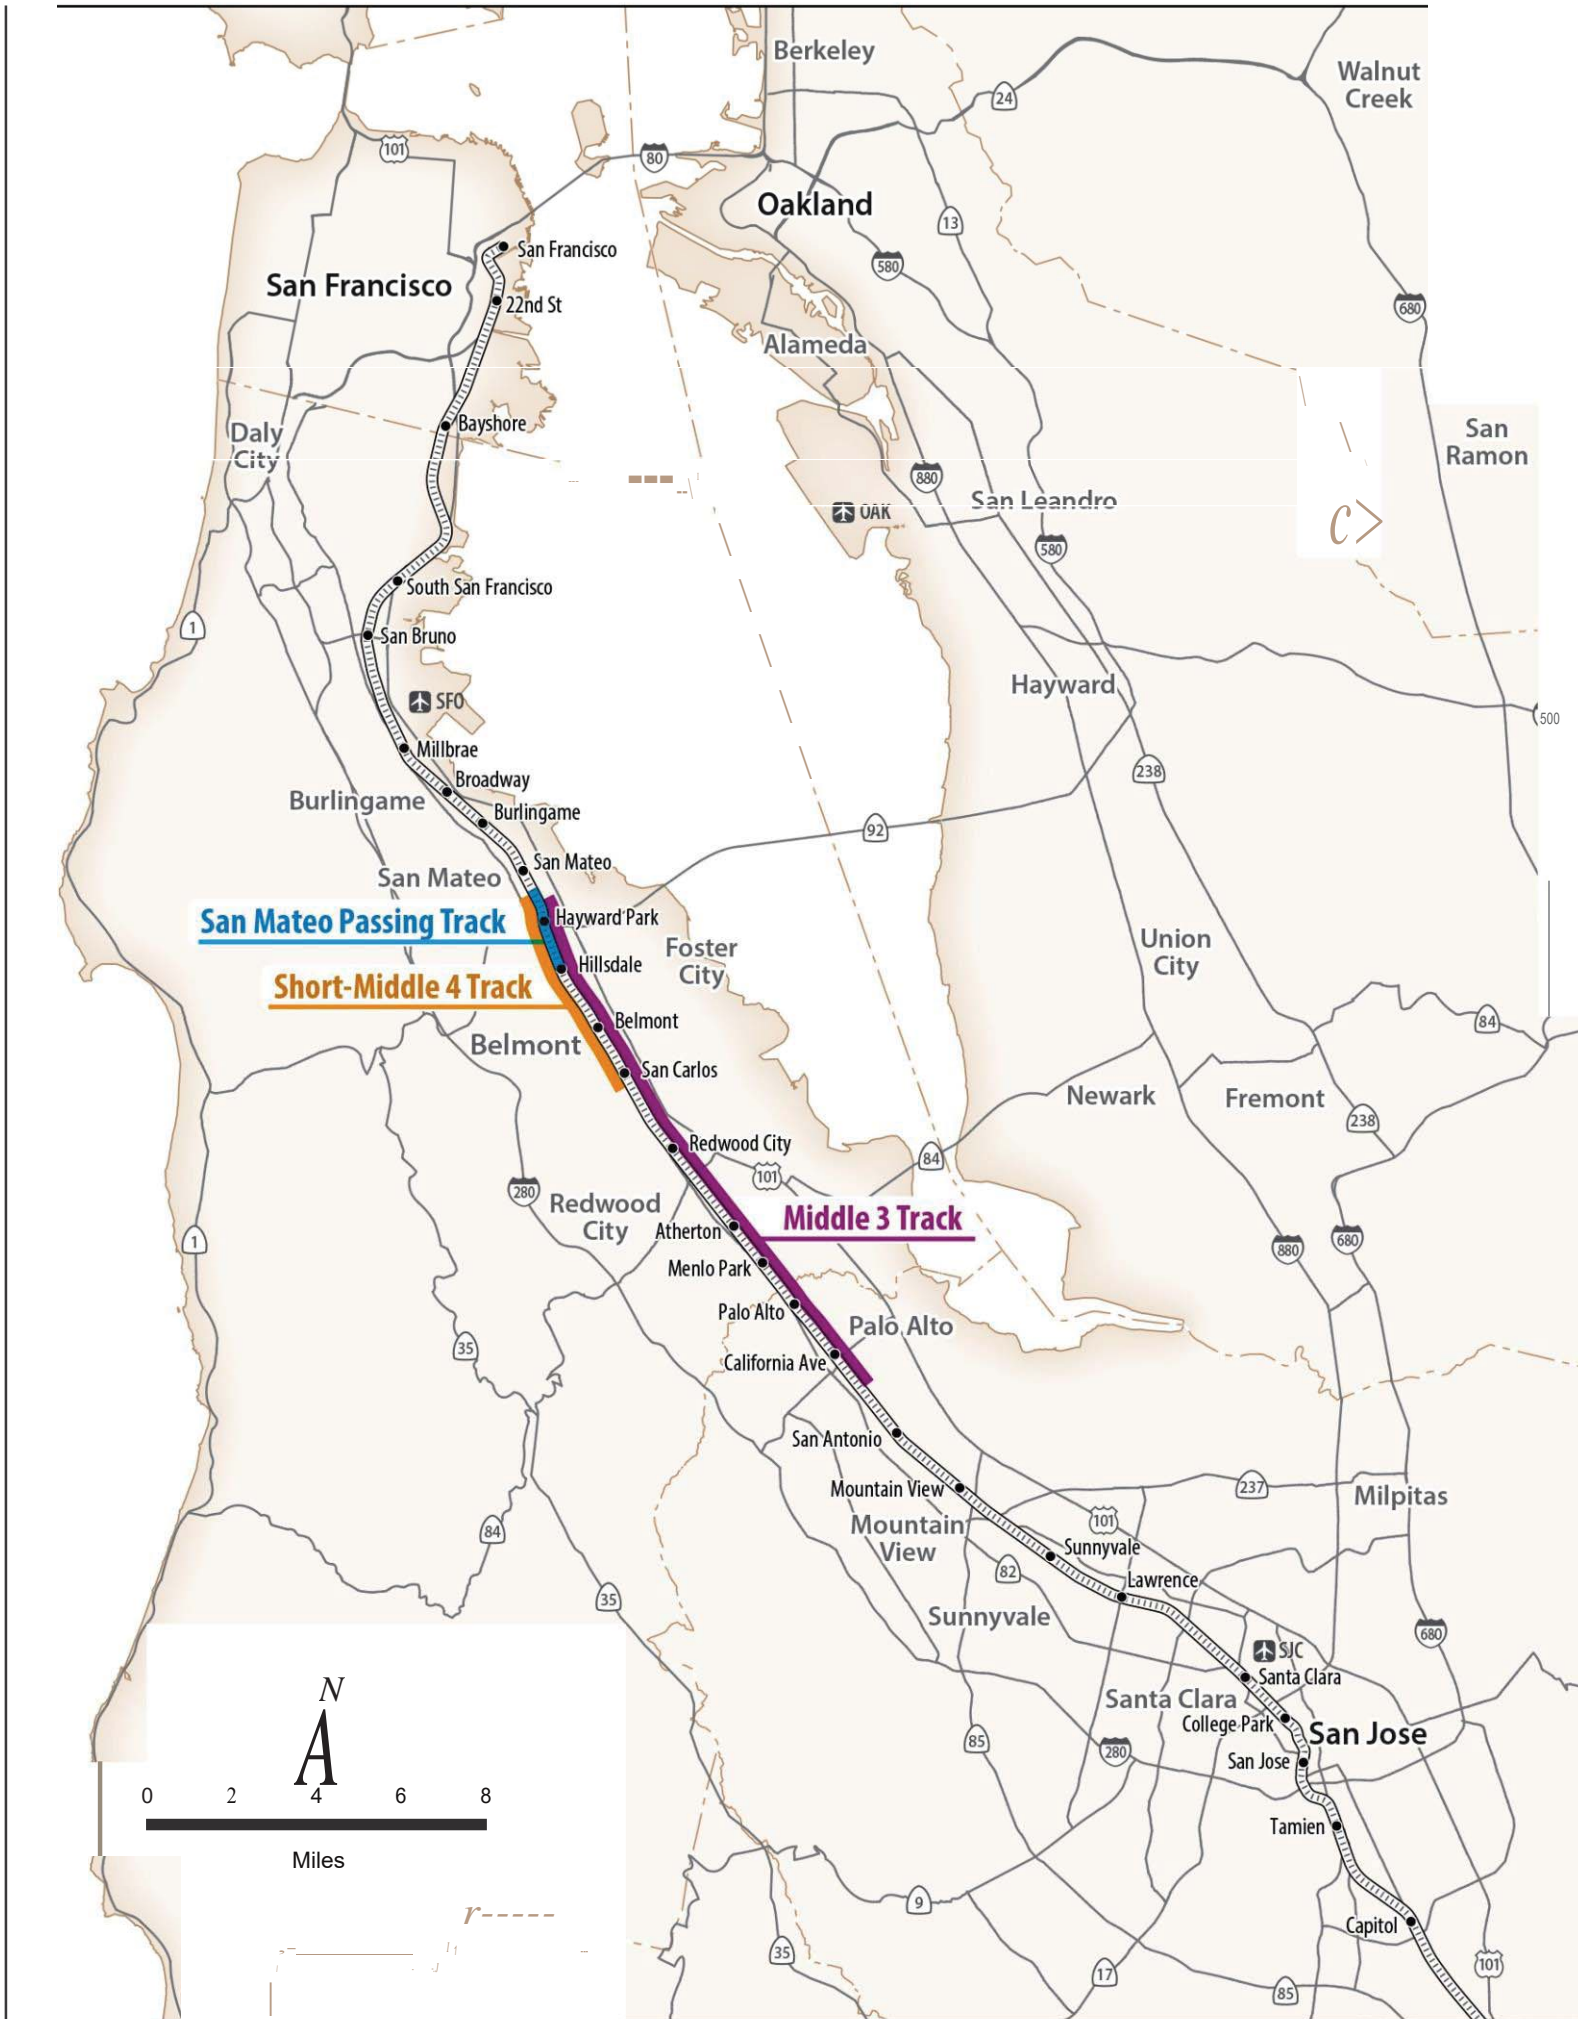 Berkeley
Walnut
Creek
24
101
80
Oakland
13
San Francisco
580
San Francisco
22nd St
680
Alameda
Bayshore
Daly
City
San
Ramon
880
San Leandro
OAK
C>
580
South San Francisco
1
San Bruno
Hayward
SFO
500
Millbrae
238
Broadway
Burlingame
Burlingame
92
San Mateo
San Mateo
San Mateo Passing Track
Hayward Park
Foster
City
Union
City
Hillsdale
Short-Middle 4 Track
Belmont
84
Belmont
San Carlos
Newark
Fremont
238
Redwood City
84
101
280
Redwood
City
Middle 3 Track
Atherton
1
680
880
Menlo Park
Palo Alto
Palo Alto
35
California Ave
San Antonio
Mountain View
237
Milpitas
101
Mountain
View
84
Sunnyvale
82
Lawrence
35
Sunnyvale
680
SJC
Santa Clara
N
A
Santa Clara
College Park
San Jose
85
280
San Jose
0 2 4 6 8
Tamien
Miles
9
r-----
Capitol
35
17
101
85